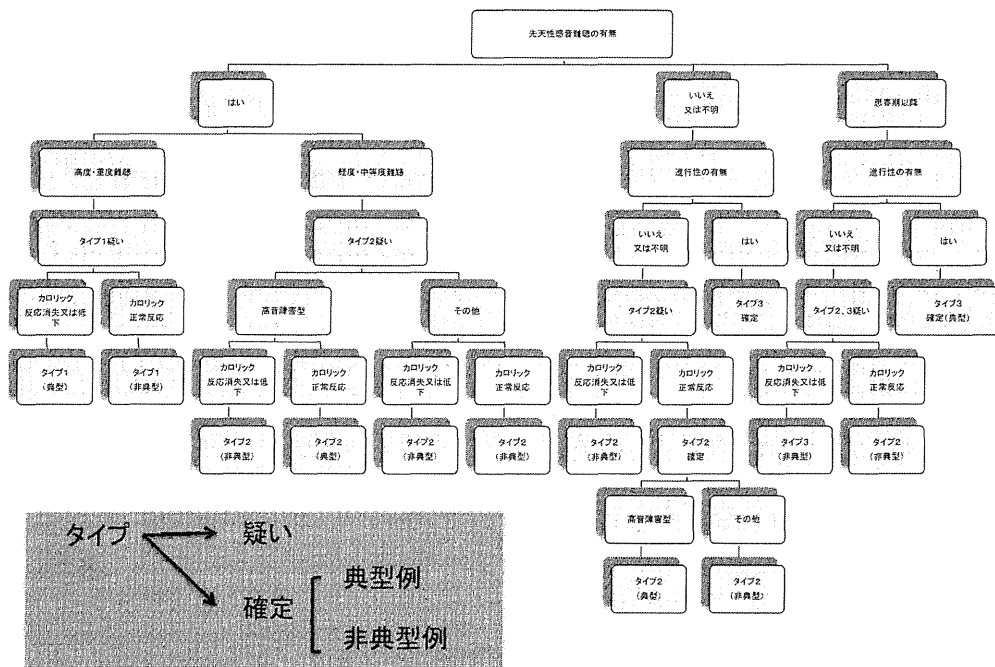 先天性感音難聴の有無
はい
いいえ
又は不明
思春期以降
高度・重度難聴
軽度・中等度難聴
進行性の有無
進行性の有無
タイプ1疑い
タイプ2疑い
いいえ
又は不明
はい
いいえ
又は不明
はい
カロリック
反応消失又は低
下
カロリック
正常反応
高音障害型
その他
タイプ2疑い
タイプ3
確定
タイプ2、3疑い
タイプ3
確定(典型)
タイプ1
(典型)
タイプ1
(非典型)
カロリック
反応消失又は低
下
カロリック
正常反応
カロリック
反応消失又は低
下
カロリック
正常反応
カロリック
反応消失又は低
下
カロリック
正常反応
カロリック
反応消失又は低
下
カロリック
正常反応
タイプ2
(非典型)
タイプ2
(典型)
タイプ2
(非典型)
タイプ2
(非典型)
タイプ2
(非典型)
タイプ2
確定
タイプ3
(非典型)
タイプ2
(非典型)
高音障害型
その他
タイプ2
(典型)
タイプ2
(非典型)
タイプ
疑い
確定
典型例
非典型例